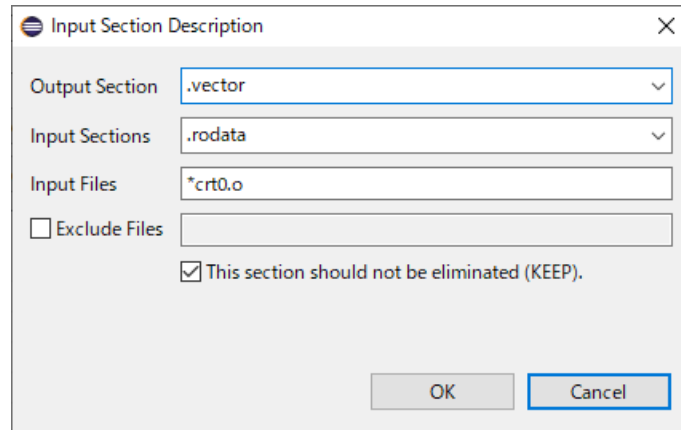 Input Section Description
Output Section .vector
Input Sections .rodata
Input Files *crt0.o
Exclude Files
This section should not be eliminated (KEEP).
OK Cancel